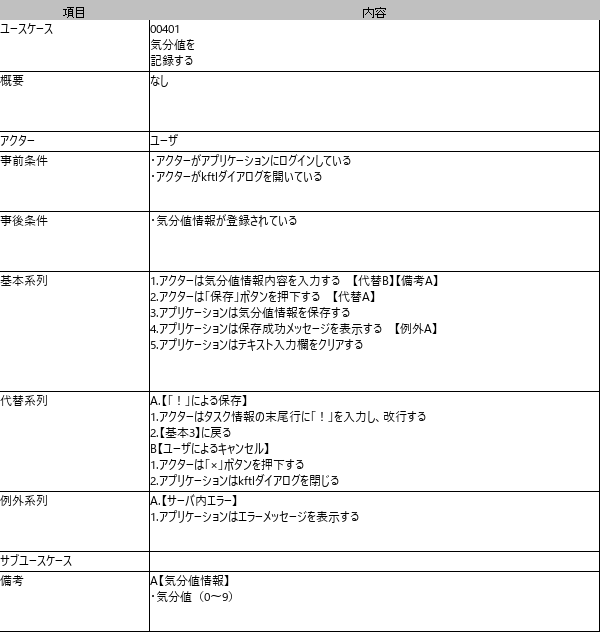 項目 内容
ユースケース 00401
気分値を
記録する
概要 なし
アクター ユーザ
事前条件 ・アクターがアプリケーションにログインしている
・アクターがkftlダイアログを開いている
事後条件 ・気分値情報が登録されている
基本系列 1.アクターは気分値情報内容を入力する 【代替B】【備考A】
2.アクターは「保存」ボタンを押下する 【代替A】
3.アプリケーションは気分値情報を保存する
4.アプリケーションは保存成功メッセージを表示する 【例外A】
5.アプリケーションはテキスト入力欄をクリアする
代替系列 A.【「！」による保存】
1.アクターはタスク情報の末尾行に「！」を入力し、改行する
2.【基本3】に戻る
B【ユーザによるキャンセル】
1.アクターは「×」ボタンを押下する
2.アプリケーションはkftlダイアログを閉じる
例外系列 A.【サーバ内エラー】
1.アプリケーションはエラーメッセージを表示する
サブユースケース
備考 A【気分値情報】
・気分値（0～9）